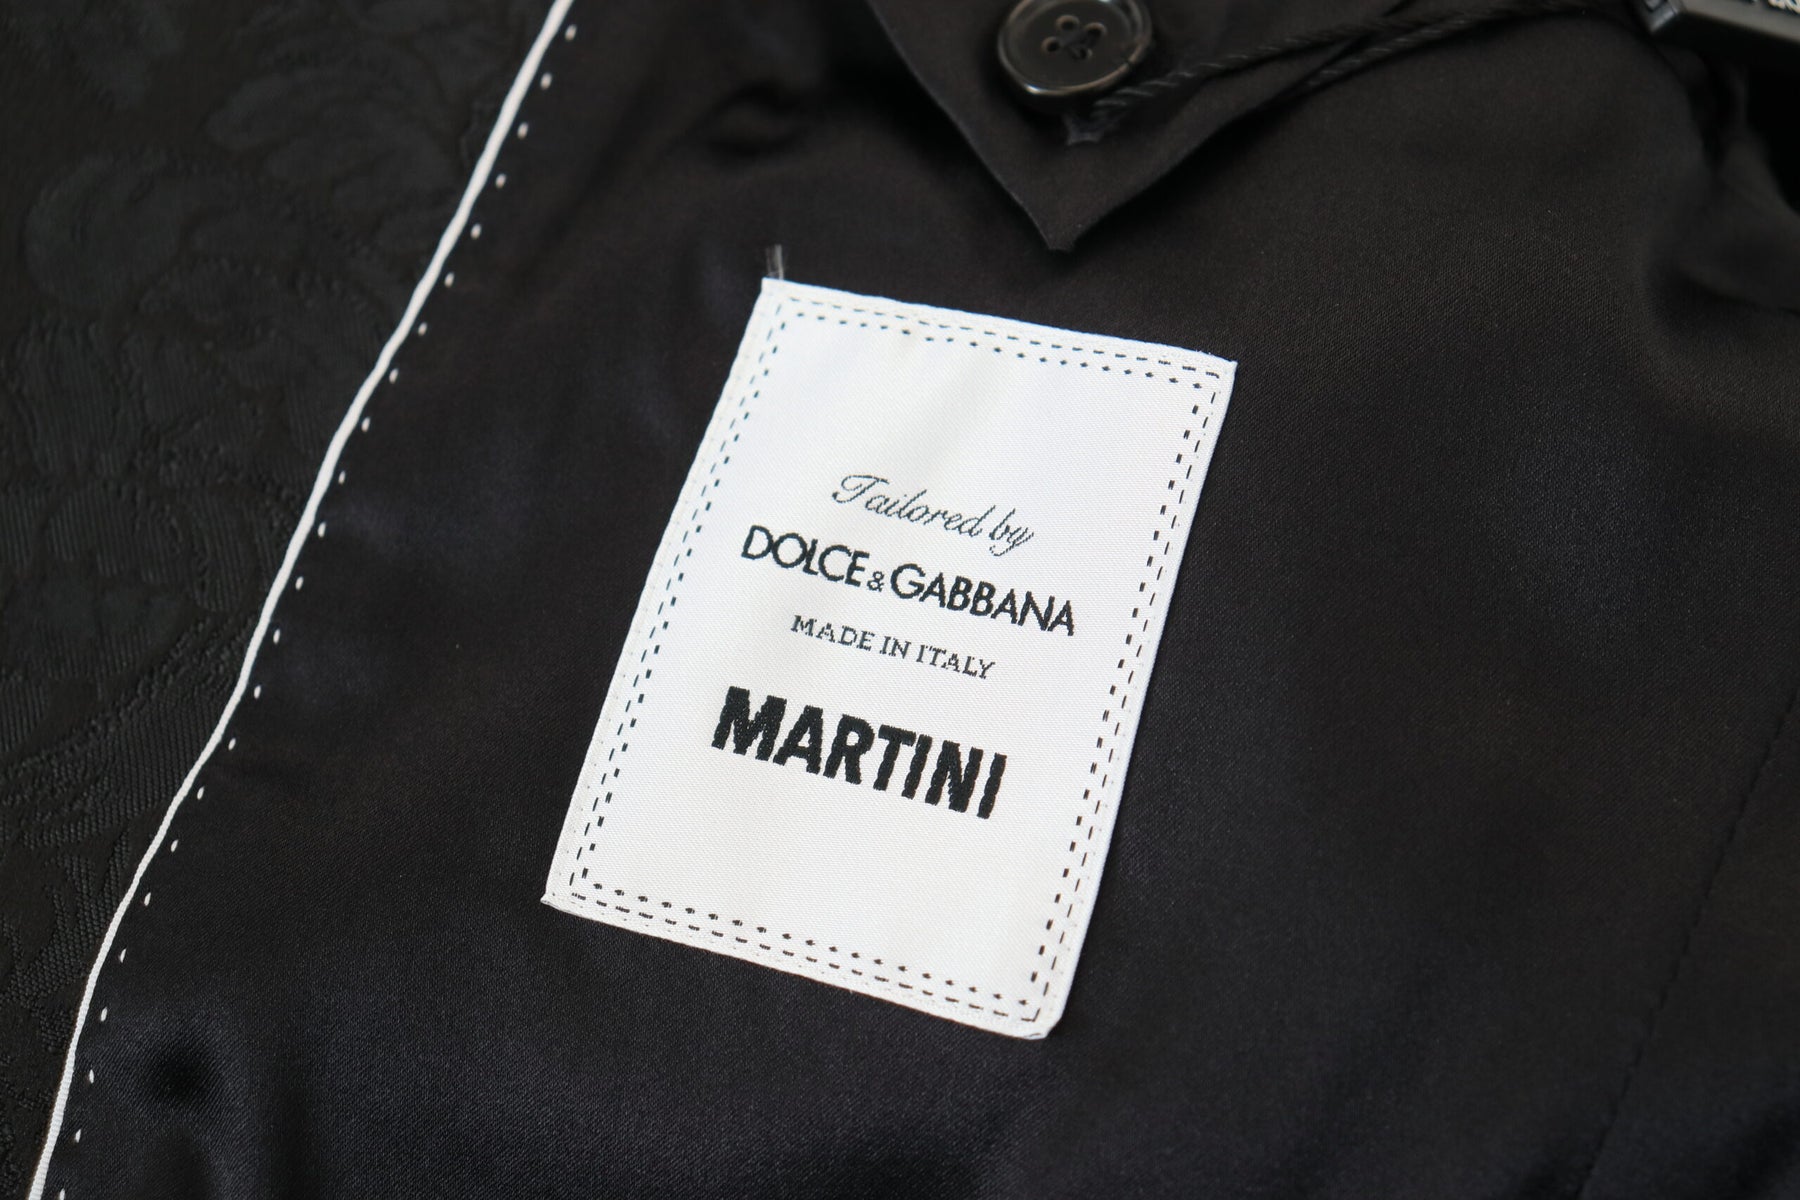 Tailored by
DOLCE & GABBANA
MADE IN ITALY
MARTINI